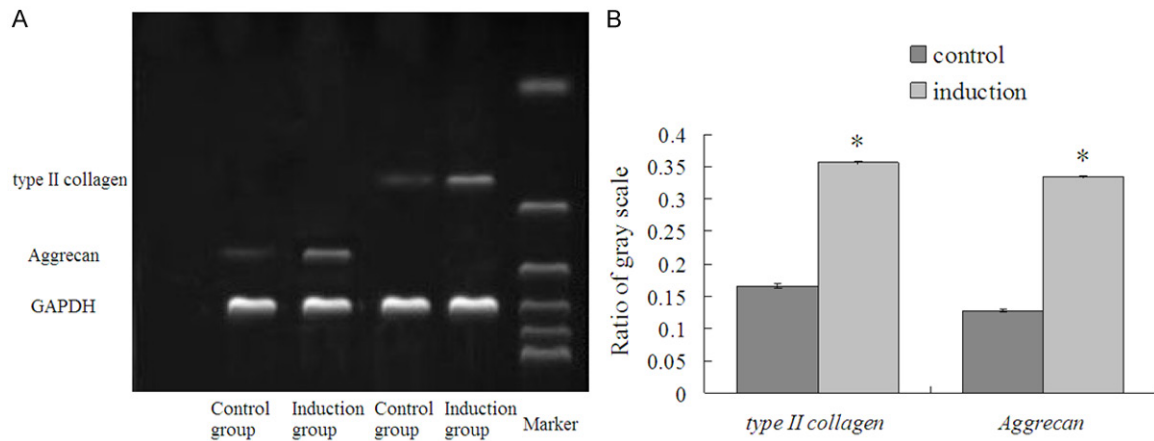 A
type II collagen
Aggrecan
GAPDH
Control
group
Induction
group
Control
group
Induction
group
Marker
B
control
induction
Ratio of gray scale
0.4
0.35
0.3
0.25
0.2
0.15
0.1
0.05
0
*
*
type II collagen
Aggrecan